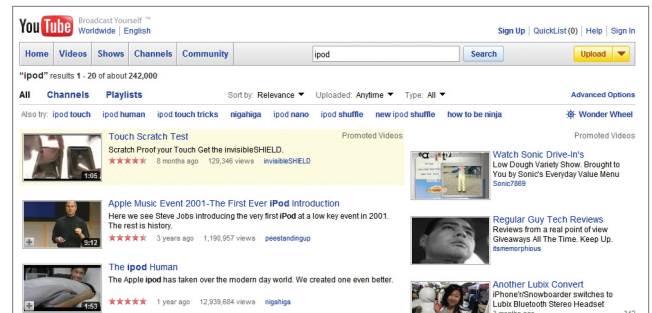 YouTube Broadcast Yourself ™
Worldwide | English
Sign Up | QuickList (0) | Help | Sign In
Home Videos Shows Channels Community ipod Search Upload
"ipod" results 1 - 20 of about 242,000
All Channels Playlists Sort by: Relevance Uploaded: Anytime Type: All Advanced Options
Also try: ipod touch ipod human ipod touch tricks nigahiga ipod nano ipod shuffle new ipod shuffle how to be ninja Wonder Wheel
Touch Scratch Test Promoted Videos
Scratch Proof your Touch Get the invisibleSHIELD.
8 months ago 129,346 views invisibleSHIELD
1:05
Apple Music Event 2001-The First Ever iPod Introduction
Here we see Steve Jobs introducing the very first iPod at a low key event in 2001.
The rest is history.
3 years ago 1,190,957 views peestandingup
9:12
The ipod Human
The Apple ipod has taken over the modern day world. We created one even better.
1 year ago 12,939,684 views nigahiga
1:53
Promoted Videos
Watch Sonic Drive-In's
Low Dough Variety Show. Brought to
You by Sonic's Everyday Value Menu
Sonic7869
Regular Guy Tech Reviews
Reviews from a real point of view
Giveaways All The Time. Keep Up.
itsmemorphious
Another Lubix Convert
iPhone'r/Snowboarder switches to
Lubix Bluetooth Stereo Headset